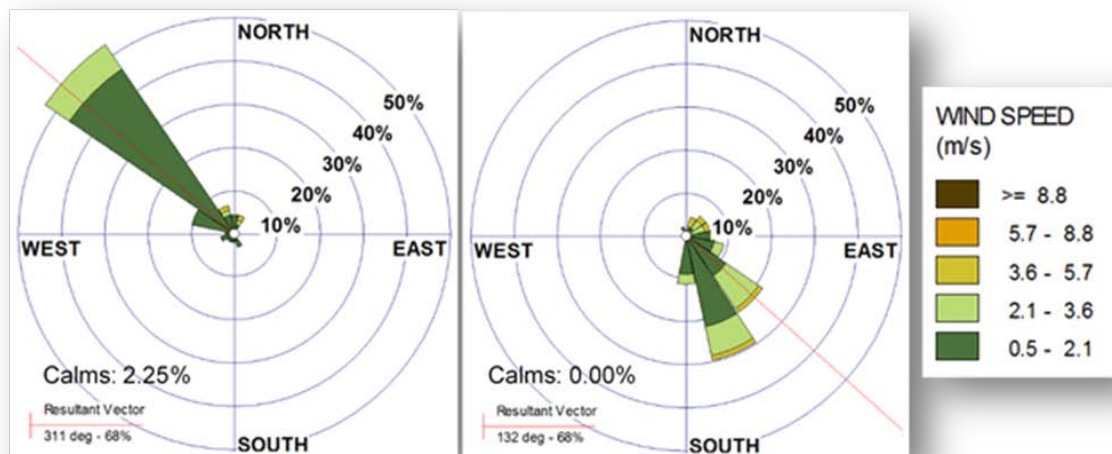 NORTH
50%
40%
30%
20%
10%
WEST
EAST
Calms: 2.25%
Resultant Vector
311 deg - 68%
SOUTH
NORTH
50%
40%
30%
20%
10%
WEST
EAST
Calms: 0.00%
Resultant Vector
132 deg - 68%
SOUTH
WIND SPEED
(m/s)
>= 8.8
5.7 - 8.8
3.6 - 5.7
2.1 - 3.6
0.5 - 2.1